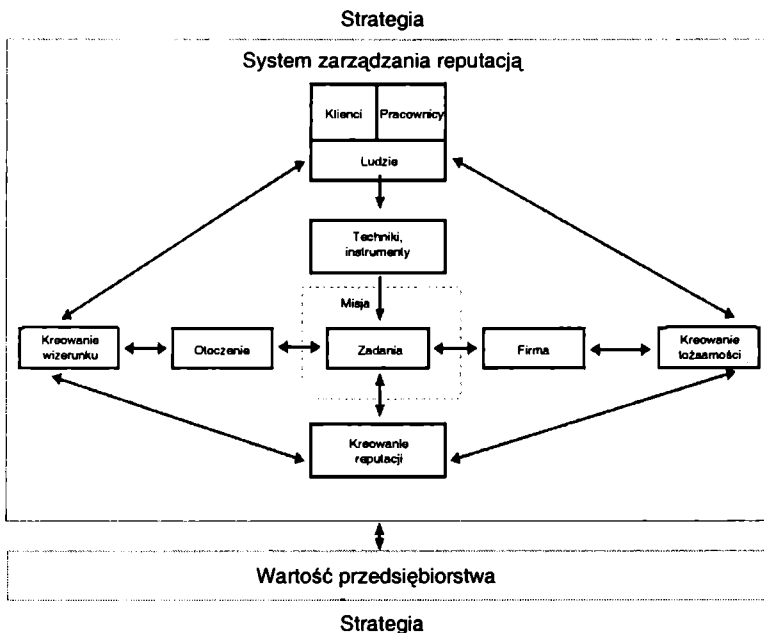 Strategia
System zarządzania reputacją
Klienci
Pracownicy
Ludzie
Techniki,
instrumenty
Misja
Kreowanie
wizerunku
Otoczenie
Zadania
Firma
Kreowanie
tożsamości
Kreowanie
reputacji
Wartość przedsiębiorstwa
Strategia